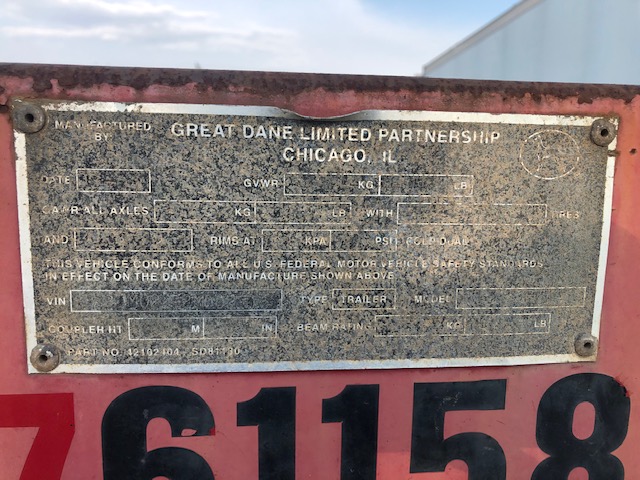 MANUFACTURED BY: GREAT DANE LIMITED PARTNERSHIP
CHICAGO, IL
DATE GVWR KG LB
GAWR ALL AXLES KG LB WITH TIRES
AND RIMS AT KPA PSI COLD DUAL
THIS VEHICLE CONFORMS TO ALL U.S. FEDERAL MOTOR VEHICLE SAFETY STANDARDS
IN EFFECT ON THE DATE OF MANUFACTURE SHOWN ABOVE
VIN TYPE TRAILER MODEL
COUPLER HT M IN BEAM RATING KG LB
PART NO.
761158